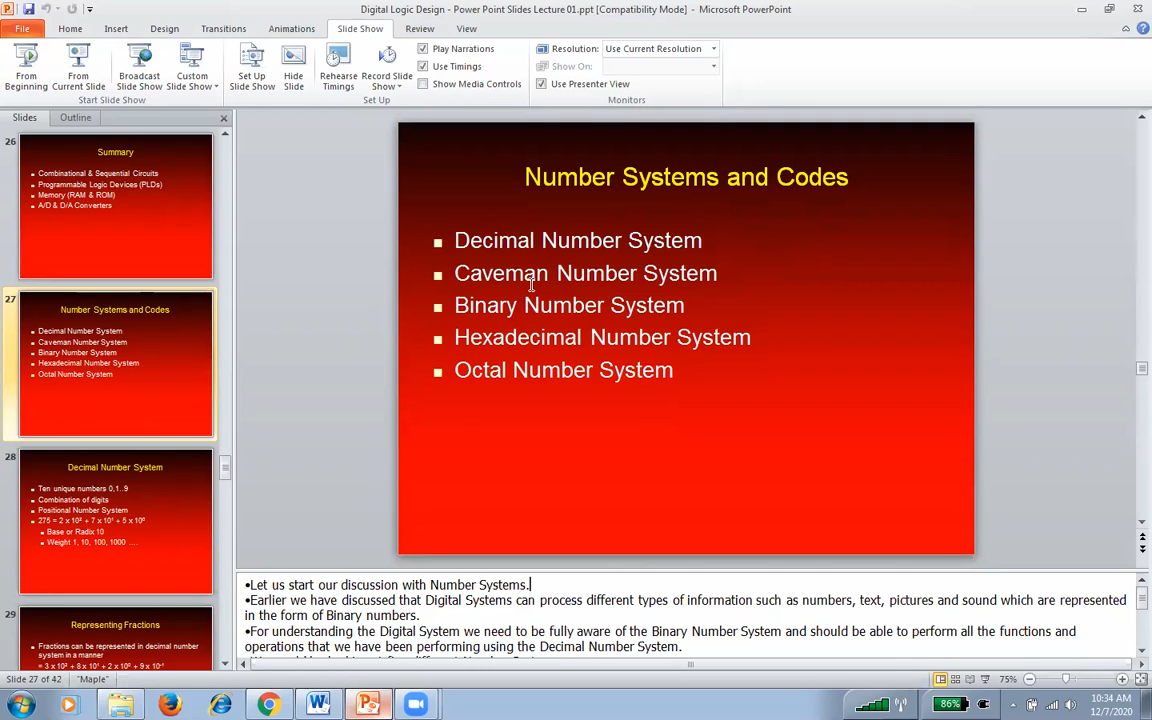 Digital Logic Design - Power Point Slides Lecture 01.ppt [Compatibility Mode] - Microsoft PowerPoint
File Home Insert Design Transitions Animations Slide Show Review View
From Beginning
From Current Slide
Broadcast Slide Show
Custom Slide Show
Start Slide Show
Set Up Slide Show
Hide Slide
Rehearse Timings
Record Slide Show
Play Narrations
Use Timings
Show Media Controls
Set Up
Resolution: Use Current Resolution
Show On:
Use Presenter View
Monitors
Slides Outline
26
Summary
Combinational & Sequential Circuits
Programmable Logic Devices (PLDs)
Memory (RAM & ROM)
A/D & D/A Converters
27
Number Systems and Codes
Decimal Number System
Caveman Number System
Binary Number System
Hexadecimal Number System
Octal Number System
28
Decimal Number System
Ten unique numbers 0,1..9
Combination of digits
Positional Number System
275 = 2 x 10² + 7 x 10¹ + 5 x 10⁰
Base or Radix 10
Weight 1, 10, 100, 1000 ....
29
Representing Fractions
Fractions can be represented in decimal number
system in a manner
Number Systems and Codes
Decimal Number System
Caveman Number System
Binary Number System
Hexadecimal Number System
Octal Number System
•Let us start our discussion with Number Systems.
•Earlier we have discussed that Digital Systems can process different types of information such as numbers, text, pictures and sound which are represented
in the form of Binary numbers.
•For understanding the Digital System we need to be fully aware of the Binary Number System and should be able to perform all the functions and
operations that we have been performing using the Decimal Number System.
Slide 27 of 42 "Maple" 75%
86% 10:34 AM
12/7/2020